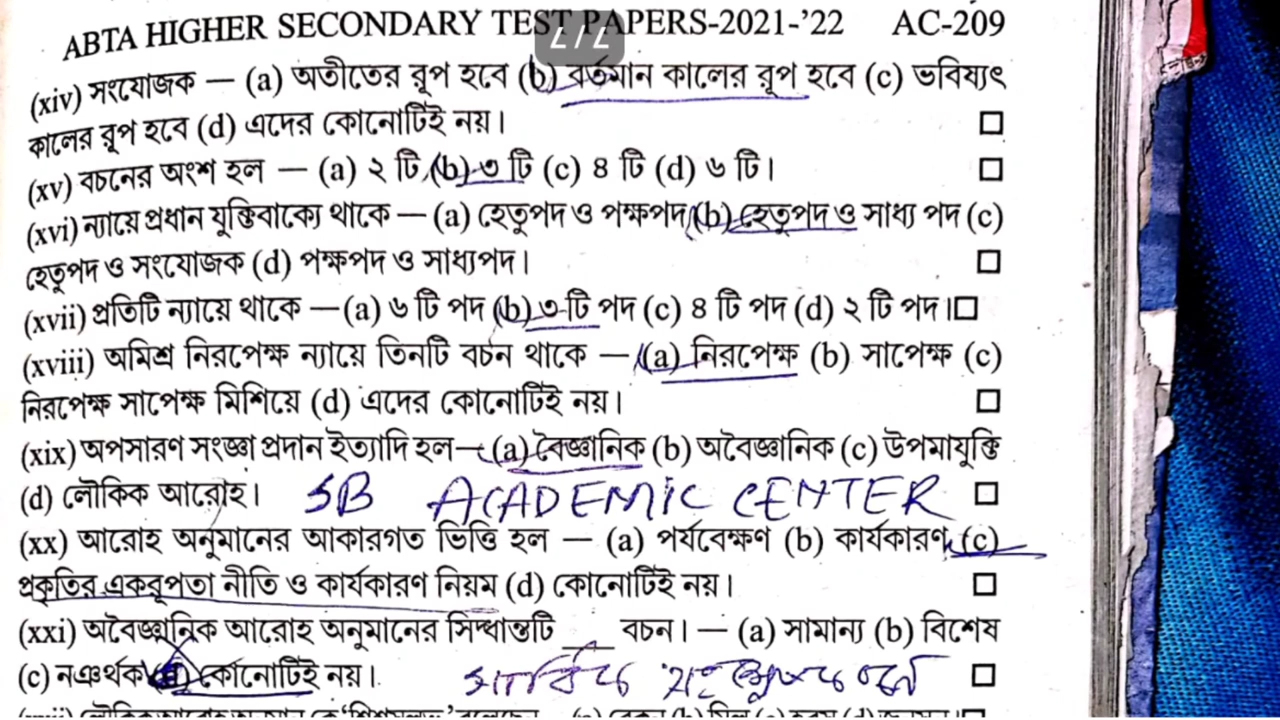 ABTA HIGHER SECONDARY TEST PAPERS-2021-'22 AC-209
(xiv) সংযোজক — (a) অতীতের রূপ হবে (b) বর্তমান কালের রূপ হবে (c) ভবিষ্যৎ
কালের রূপ হবে (d) এদের কোনোটিই নয়। □
(xv) বচনের অংশ হল — (a) ২ টি (b) ৩ টি (c) ৪ টি (d) ৬ টি। □
(xvi) ন্যায়ে প্রধান যুক্তিবাক্যে থাকে — (a) হেতুপদ ও পক্ষপদ (b) হেতুপদ ও সাধ্য পদ (c)
হেতুপদ ও সংযোজক (d) পক্ষপদ ও সাধ্যপদ। □
(xvii) প্রতিটি ন্যায়ে থাকে —(a) ৬ টি পদ (b) ৩ টি পদ (c) ৪ টি পদ (d) ২ টি পদ।□
(xviii) অমিশ্র নিরপেক্ষ ন্যায়ে তিনটি বচন থাকে — (a) নিরপেক্ষ (b) সাপেক্ষ (c)
নিরপেক্ষ সাপেক্ষ মিশিয়ে (d) এদের কোনোটিই নয়। □
(xix) অপসারণ সংজ্ঞা প্রদান ইত্যাদি হল— (a) বৈজ্ঞানিক (b) অবৈজ্ঞানিক (c) উপমাযুক্তি
(d) লৌকিক আরোহ। SB ACADEMIC CENTER □
(xx) আরোহ অনুমানের আকারগত ভিত্তি হল — (a) পর্যবেক্ষণ (b) কার্যকারণ (c)
প্রকৃতির একরূপতা নীতি ও কার্যকারণ নিয়ম (d) কোনোটিই নয়। □
(xxi) অবৈজ্ঞানিক আরোহ অনুমানের সিদ্ধান্তটি ___ বচন। — (a) সামান্য (b) বিশেষ
(c) নঞর্থক (d) কোনোটিই নয়। □